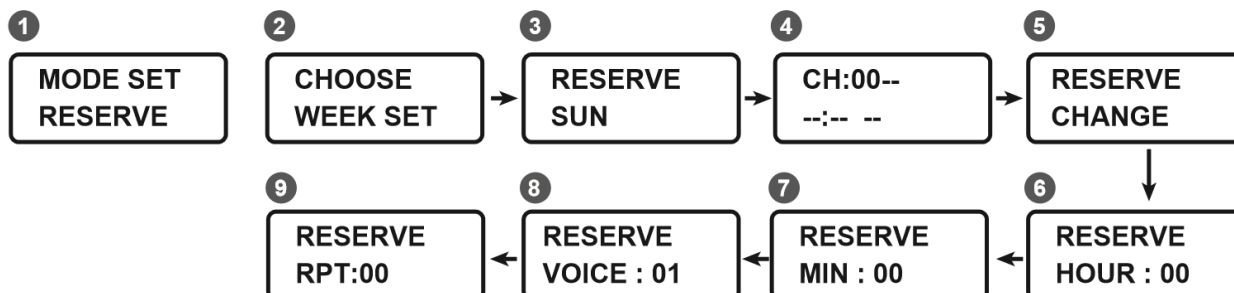 1
MODE SET
RESERVE
2
CHOOSE
WEEK SET
3
RESERVE
SUN
4
CH:00--
--:-- --
5
RESERVE
CHANGE
6
RESERVE
HOUR : 00
7
RESERVE
MIN : 00
8
RESERVE
VOICE : 01
9
RESERVE
RPT:00